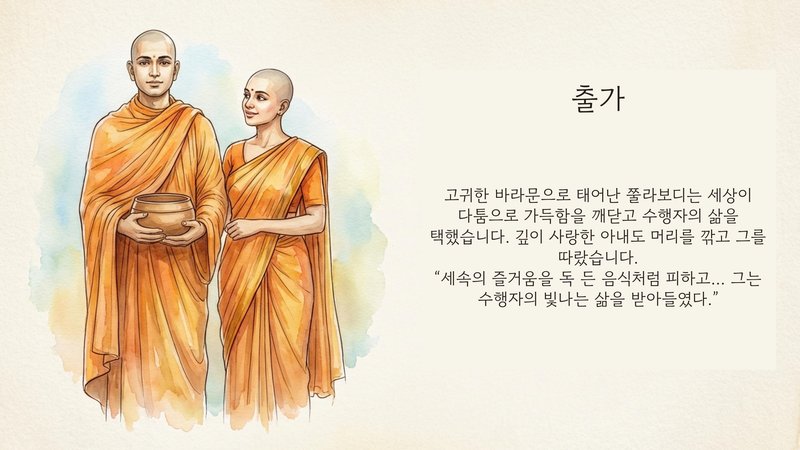 출가
고귀한 바라문으로 태어난 쭐라보디는 세상이
다툼으로 가득함을 깨닫고 수행자의 삶을
택했습니다. 깊이 사랑한 아내도 머리를 깎고 그를
따랐습니다.
“세속의 즐거움을 독 든 음식처럼 피하고... 그는
수행자의 빛나는 삶을 받아들였다.”